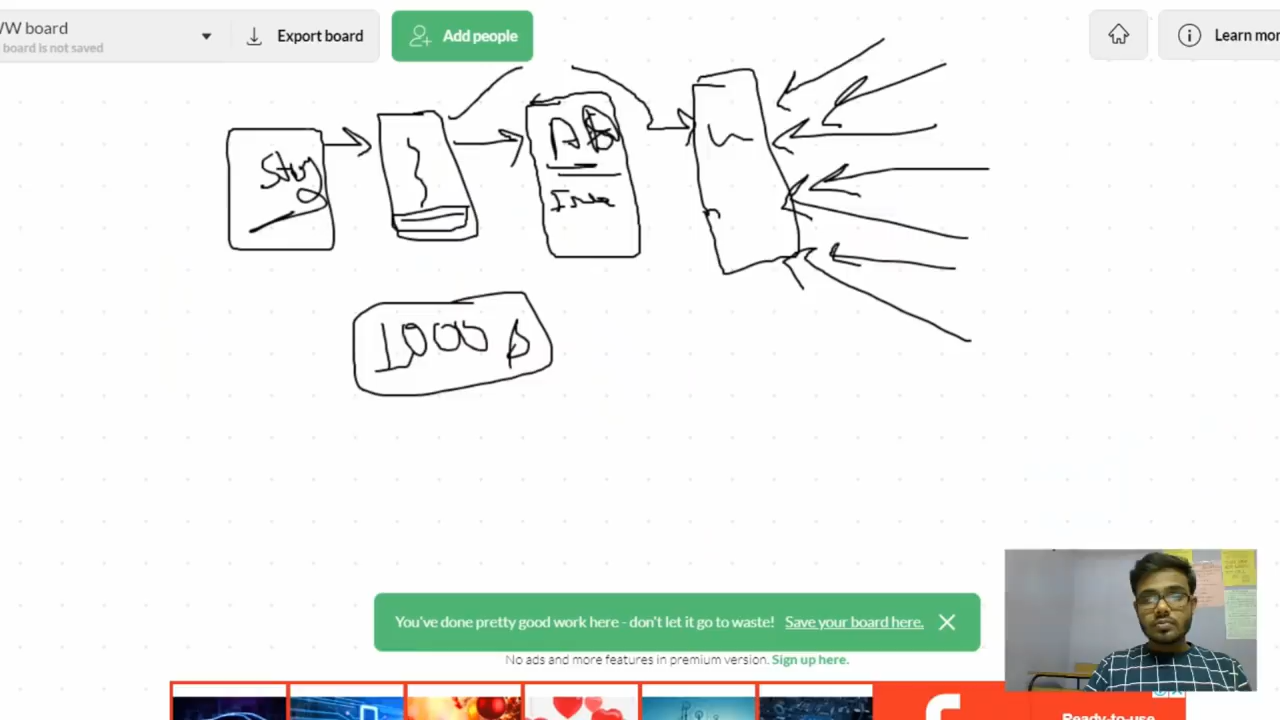 WW board
board is not saved
Export board
Add people
Learn mor
AB
1000 $
You've done pretty good work here - don't let it go to waste! Save your board here.
No ads and more features in premium version. Sign up here.
Ready-to-use